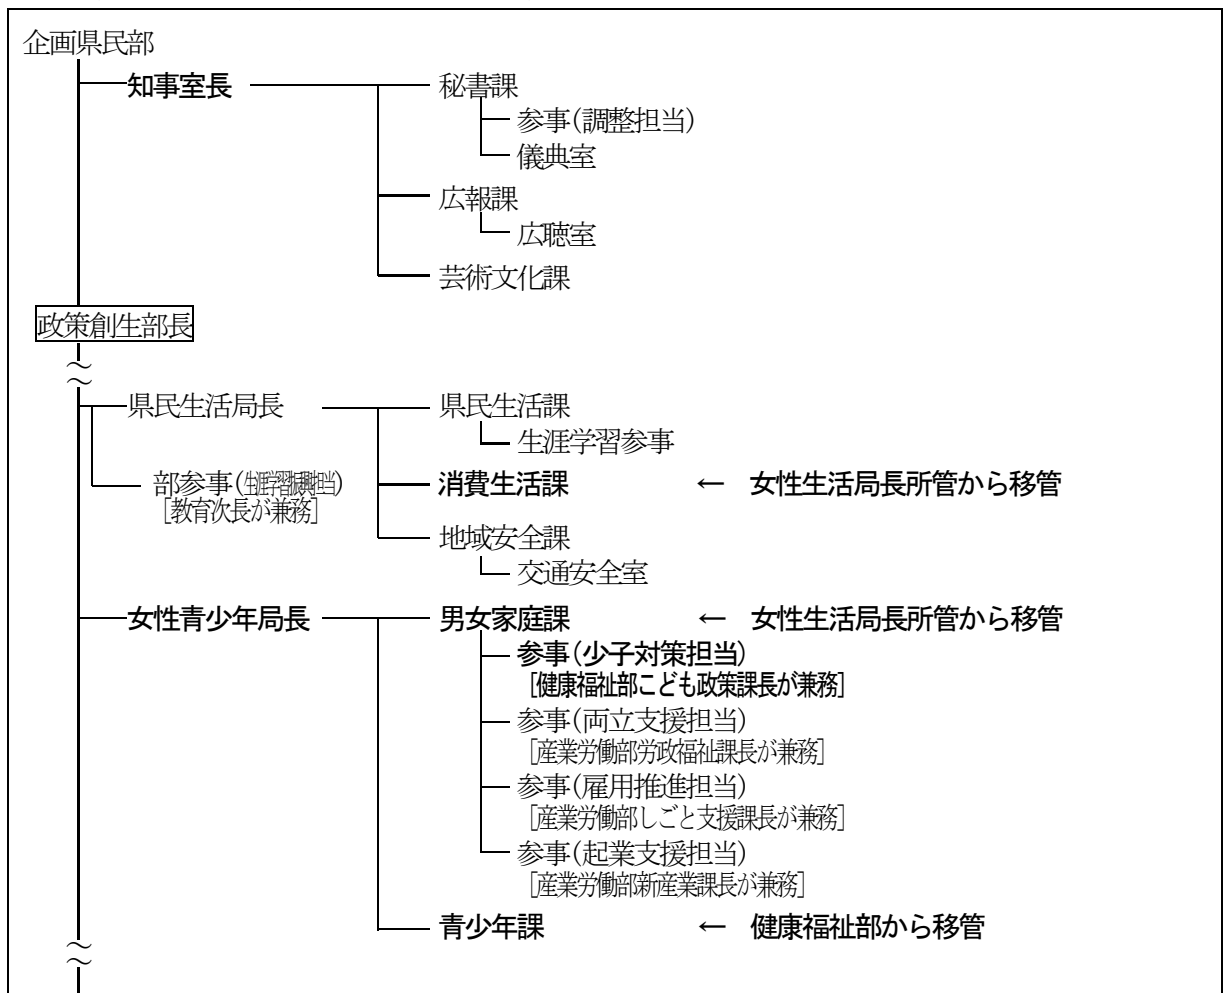 企画県民部
知事室長 秘書課
参事(調整担当)
儀典室
広報課
広聴室
芸術文化課
政策創生部長
～
～
県民生活局長 県民生活課
生涯学習参事
部参事(生涯学習振興担当) 消費生活課 ← 女性生活局長所管から移管
[教育次長が兼務]
地域安全課
交通安全室
女性青少年局長 男女家庭課 ← 女性生活局長所管から移管
参事(少子対策担当)
[健康福祉部こども政策課長が兼務]
参事(両立支援担当)
[産業労働部労政福祉課長が兼務]
参事(雇用推進担当)
[産業労働部しごと支援課長が兼務]
参事(起業支援担当)
[産業労働部新産業課長が兼務]
青少年課 ← 健康福祉部から移管
～
～